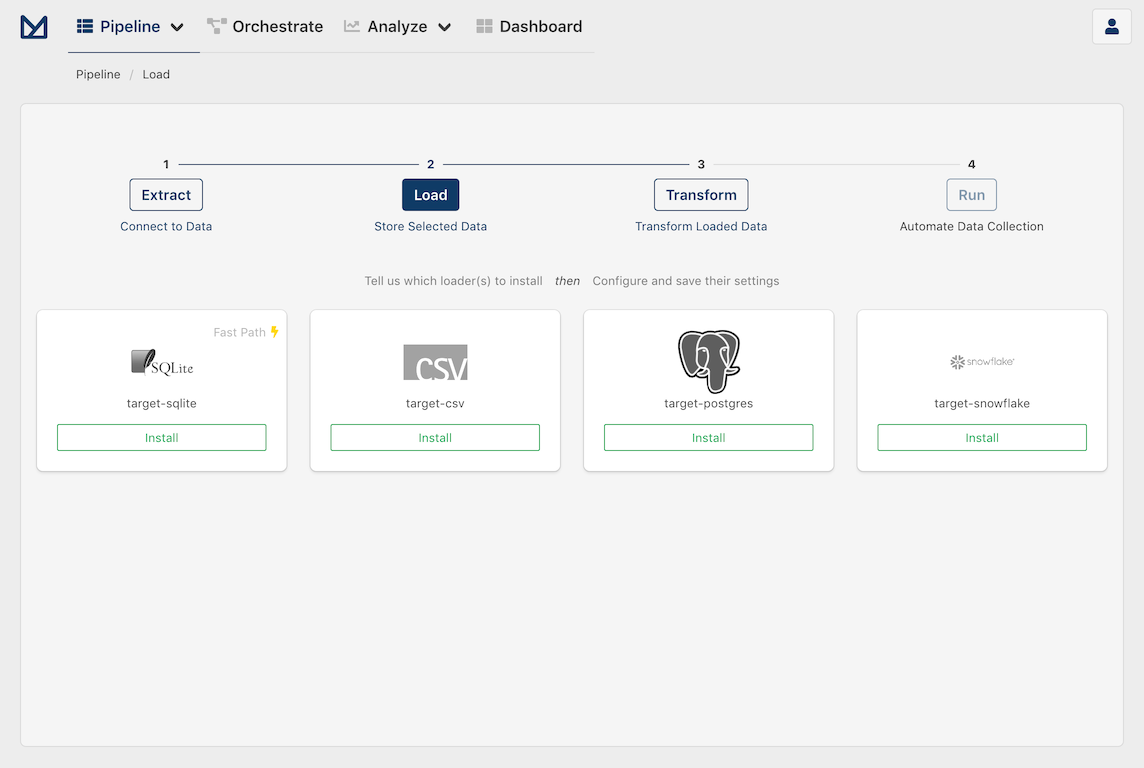 Pipeline Orchestrate Analyze Dashboard
Pipeline / Load
1 2 3 4
Extract Load Transform Run
Connect to Data Store Selected Data Transform Loaded Data Automate Data Collection
Tell us which loader(s) to install then Configure and save their settings
Fast Path
SQLite CSV snowflake
target-sqlite target-csv target-postgres target-snowflake
Install Install Install Install